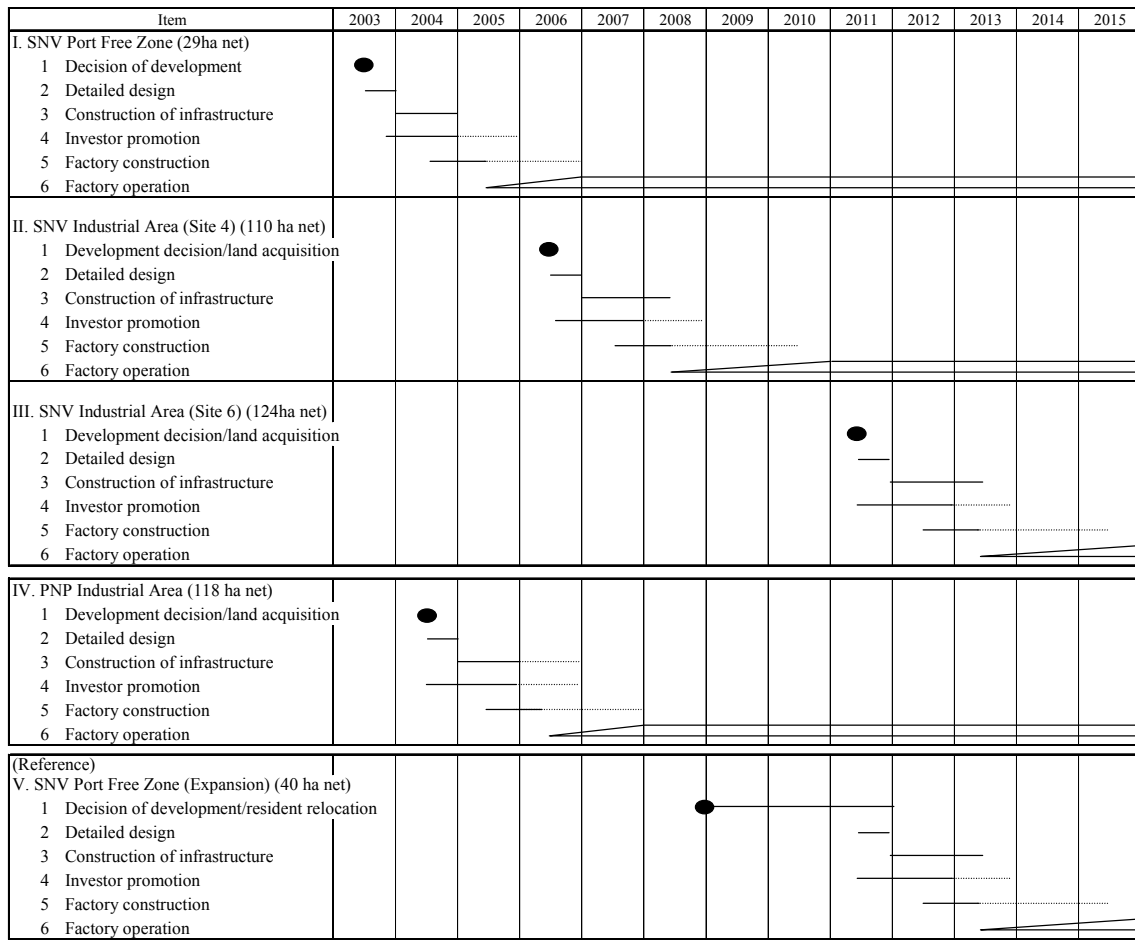 Item 2003 2004 2005 2006 2007 2008 2009 2010 2011 2012 2013 2014 2015
I. SNV Port Free Zone (29ha net)
1 Decision of development
2 Detailed design
3 Construction of infrastructure
4 Investor promotion
5 Factory construction
6 Factory operation
II. SNV Industrial Area (Site 4) (110 ha net)
1 Development decision/land acquisition
2 Detailed design
3 Construction of infrastructure
4 Investor promotion
5 Factory construction
6 Factory operation
III. SNV Industrial Area (Site 6) (124ha net)
1 Development decision/land acquisition
2 Detailed design
3 Construction of infrastructure
4 Investor promotion
5 Factory construction
6 Factory operation
IV. PNP Industrial Area (118 ha net)
1 Development decision/land acquisition
2 Detailed design
3 Construction of infrastructure
4 Investor promotion
5 Factory construction
6 Factory operation
(Reference)
V. SNV Port Free Zone (Expansion) (40 ha net)
1 Decision of development/resident relocation
2 Detailed design
3 Construction of infrastructure
4 Investor promotion
5 Factory construction
6 Factory operation